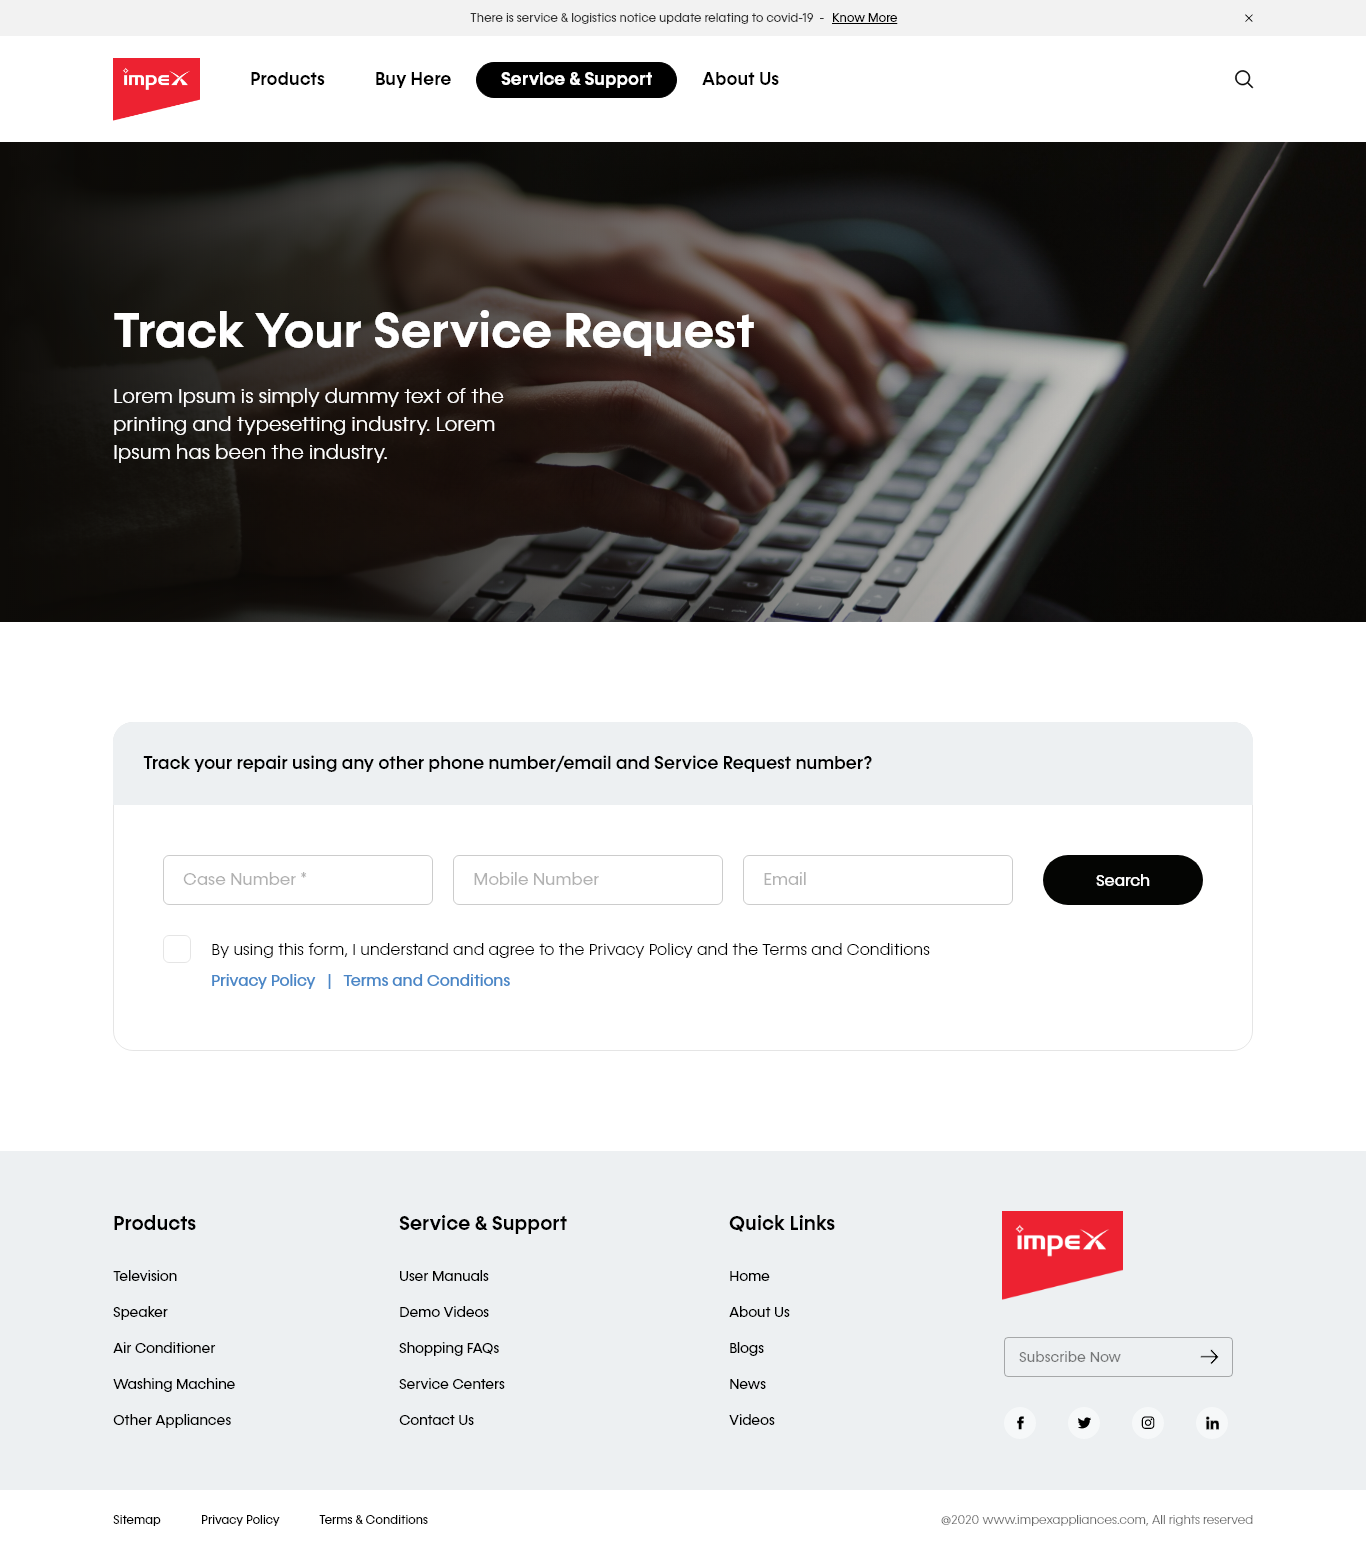 There is service & logistics notice update relating to covid-19 - Know More
impex
Products
Buy Here
Service & Support
About Us
Track Your Service Request
Lorem Ipsum is simply dummy text of the
printing and typesetting industry. Lorem
Ipsum has been the industry.
Track your repair using any other phone number/email and Service Request number?
Case Number *
Mobile Number
Email
Search
By using this form, I understand and agree to the Privacy Policy and the Terms and Conditions
Privacy Policy | Terms and Conditions
Products
Television
Speaker
Air Conditioner
Washing Machine
Other Appliances
Service & Support
User Manuals
Demo Videos
Shopping FAQs
Service Centers
Contact Us
Quick Links
Home
About Us
Blogs
News
Videos
impex
Subscribe Now
Sitemap
Privacy Policy
Terms & Conditions
@2020 www.impexappliances.com, All rights reserved